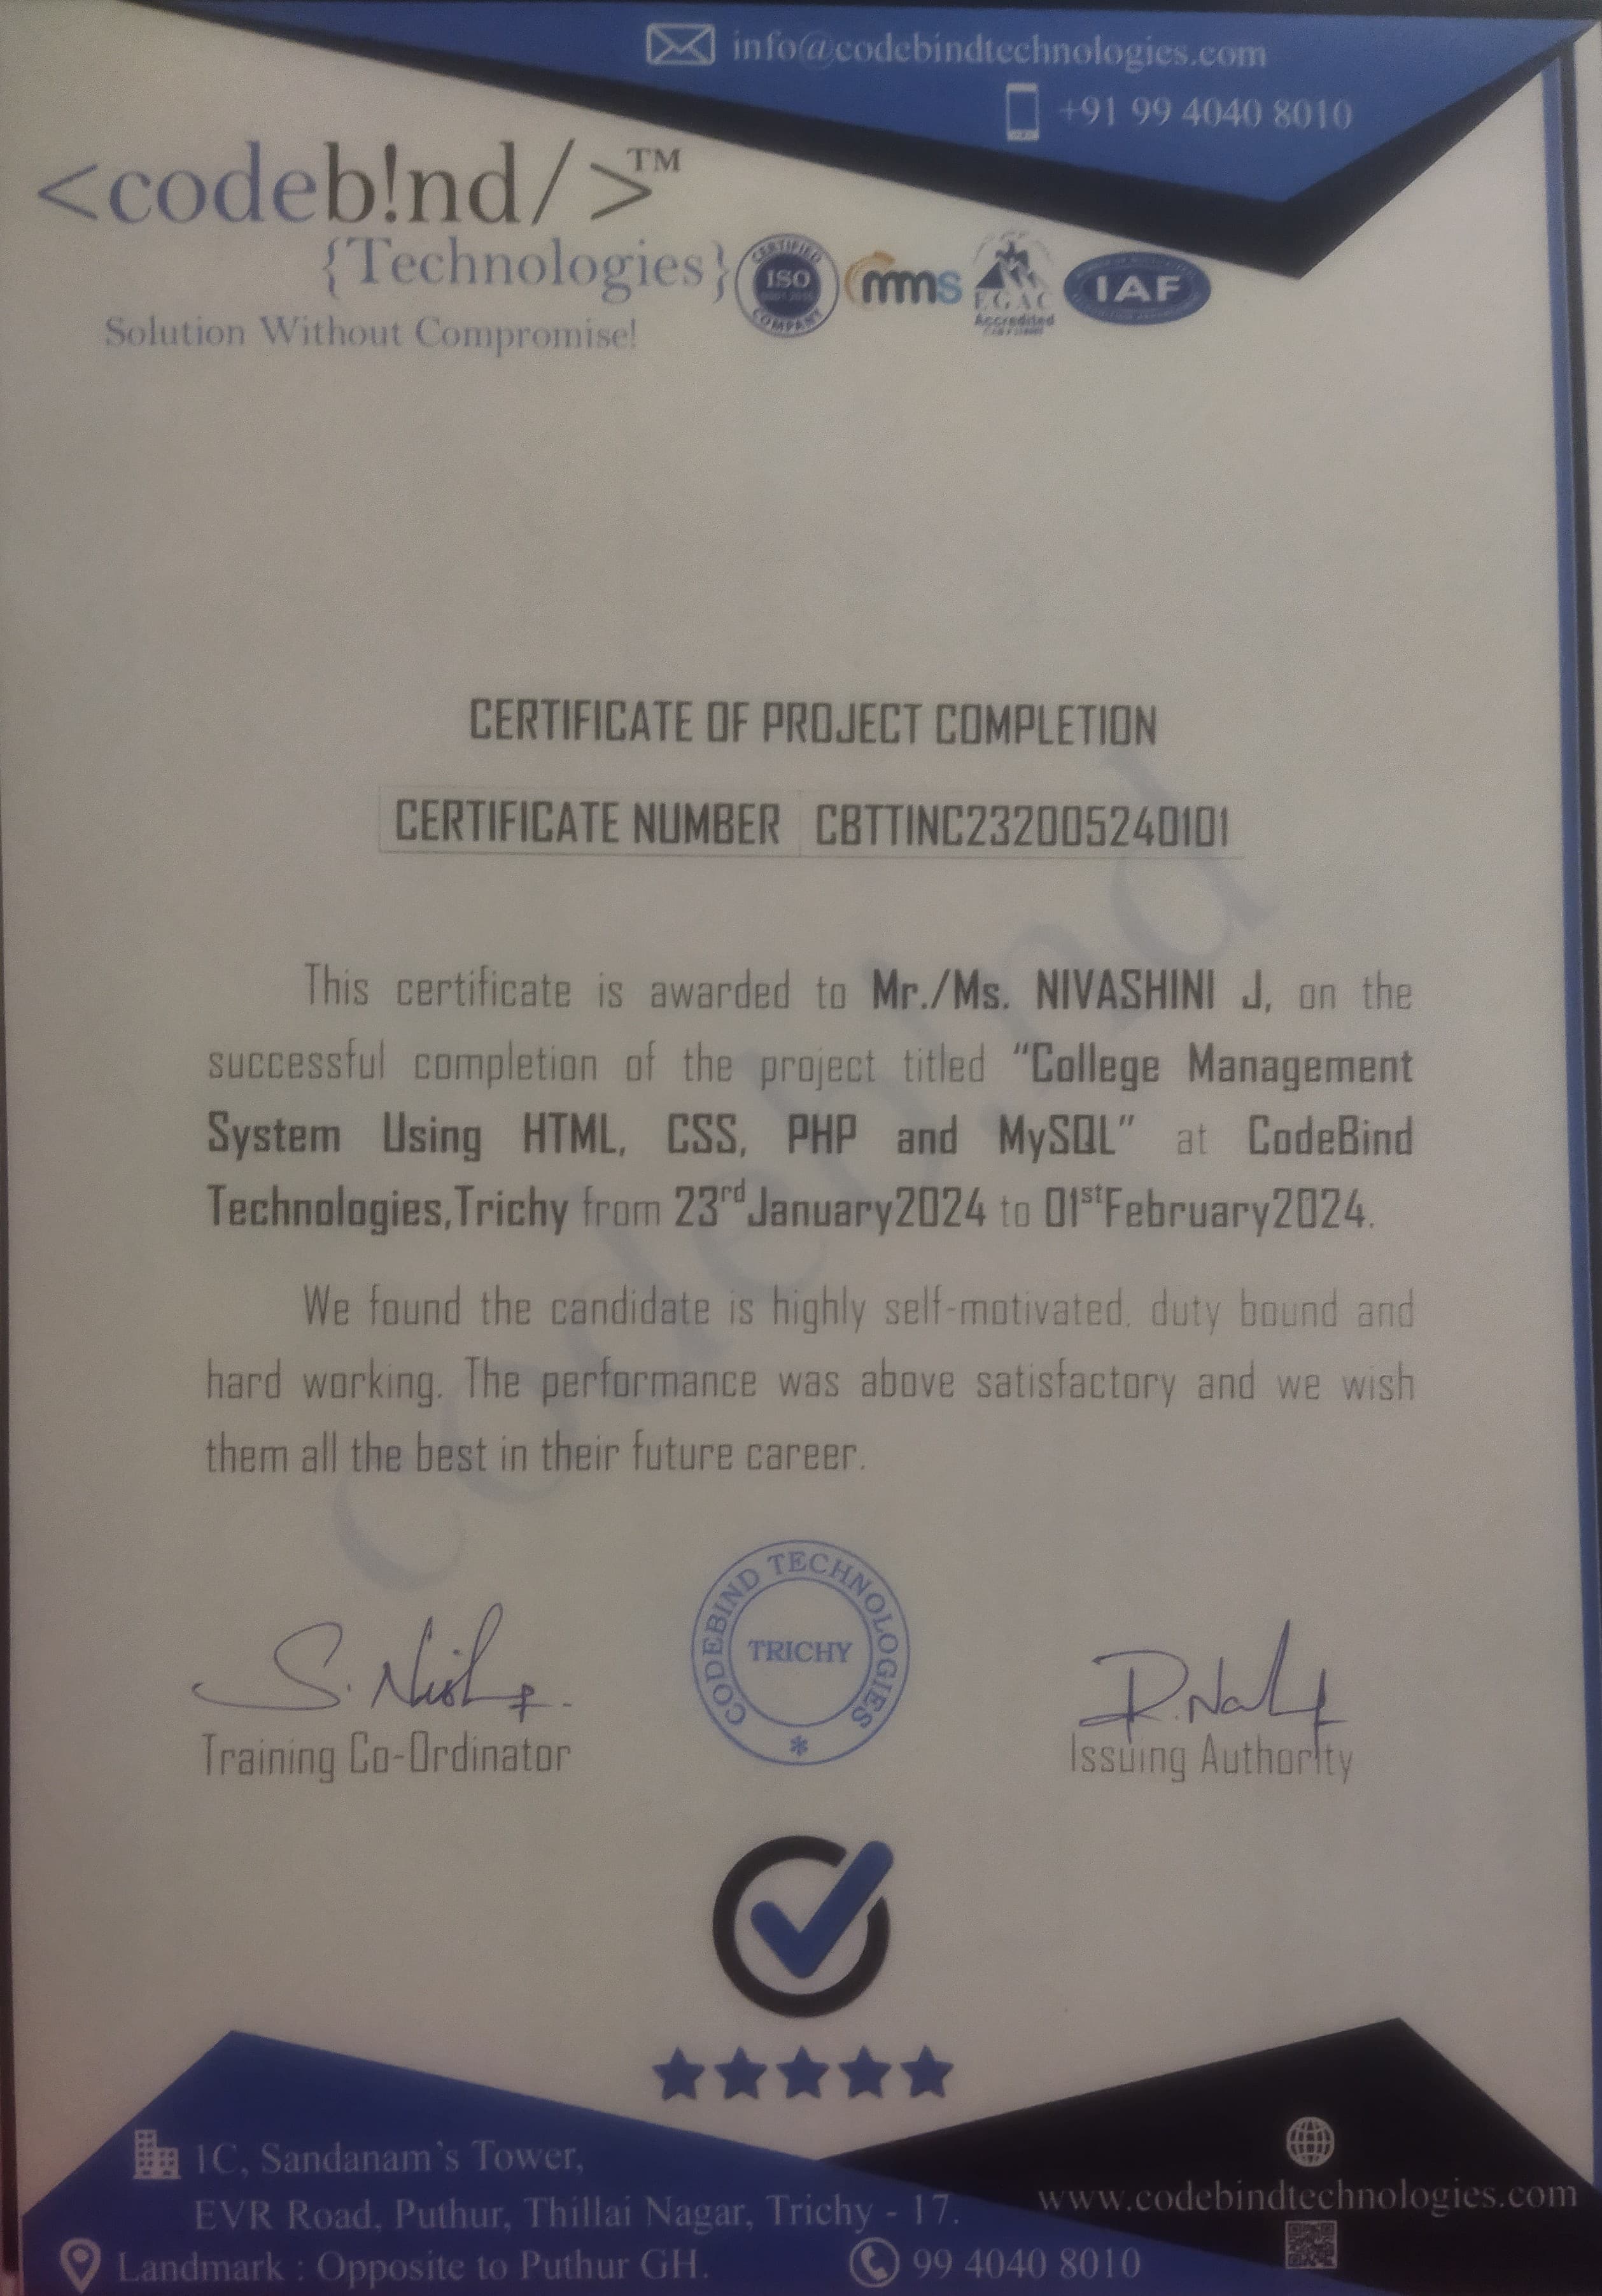 info@codebindtechnologies.com
+91 99 4040 8010
<codeb!nd/>™
{Technologies}
Solution Without Compromise!
CERTIFIED
ISO
COMPANY
mms
EGAC
Accredited
IAF
CERTIFICATE OF PROJECT COMPLETION
CERTIFICATE NUMBER CBTTINC232005240101
This certificate is awarded to Mr./Ms. NIVASHINI J, on the
successful completion of the project titled “College Management
System Using HTML, CSS, PHP and MySQL” at CodeBind
Technologies,Trichy from 23rd January2024 to 01st February2024.
We found the candidate is highly self-motivated, duty bound and
hard working. The performance was above satisfactory and we wish
them all the best in their future career.
codebind
CODEBIND TECHNOLOGIES
TRICHY
*
Training Co-Ordinator
Issuing Authority
1C, Sandanam's Tower,
EVR Road, Puthur, Thillai Nagar, Trichy - 17.
Landmark : Opposite to Puthur GH.
99 4040 8010
www.codebindtechnologies.com